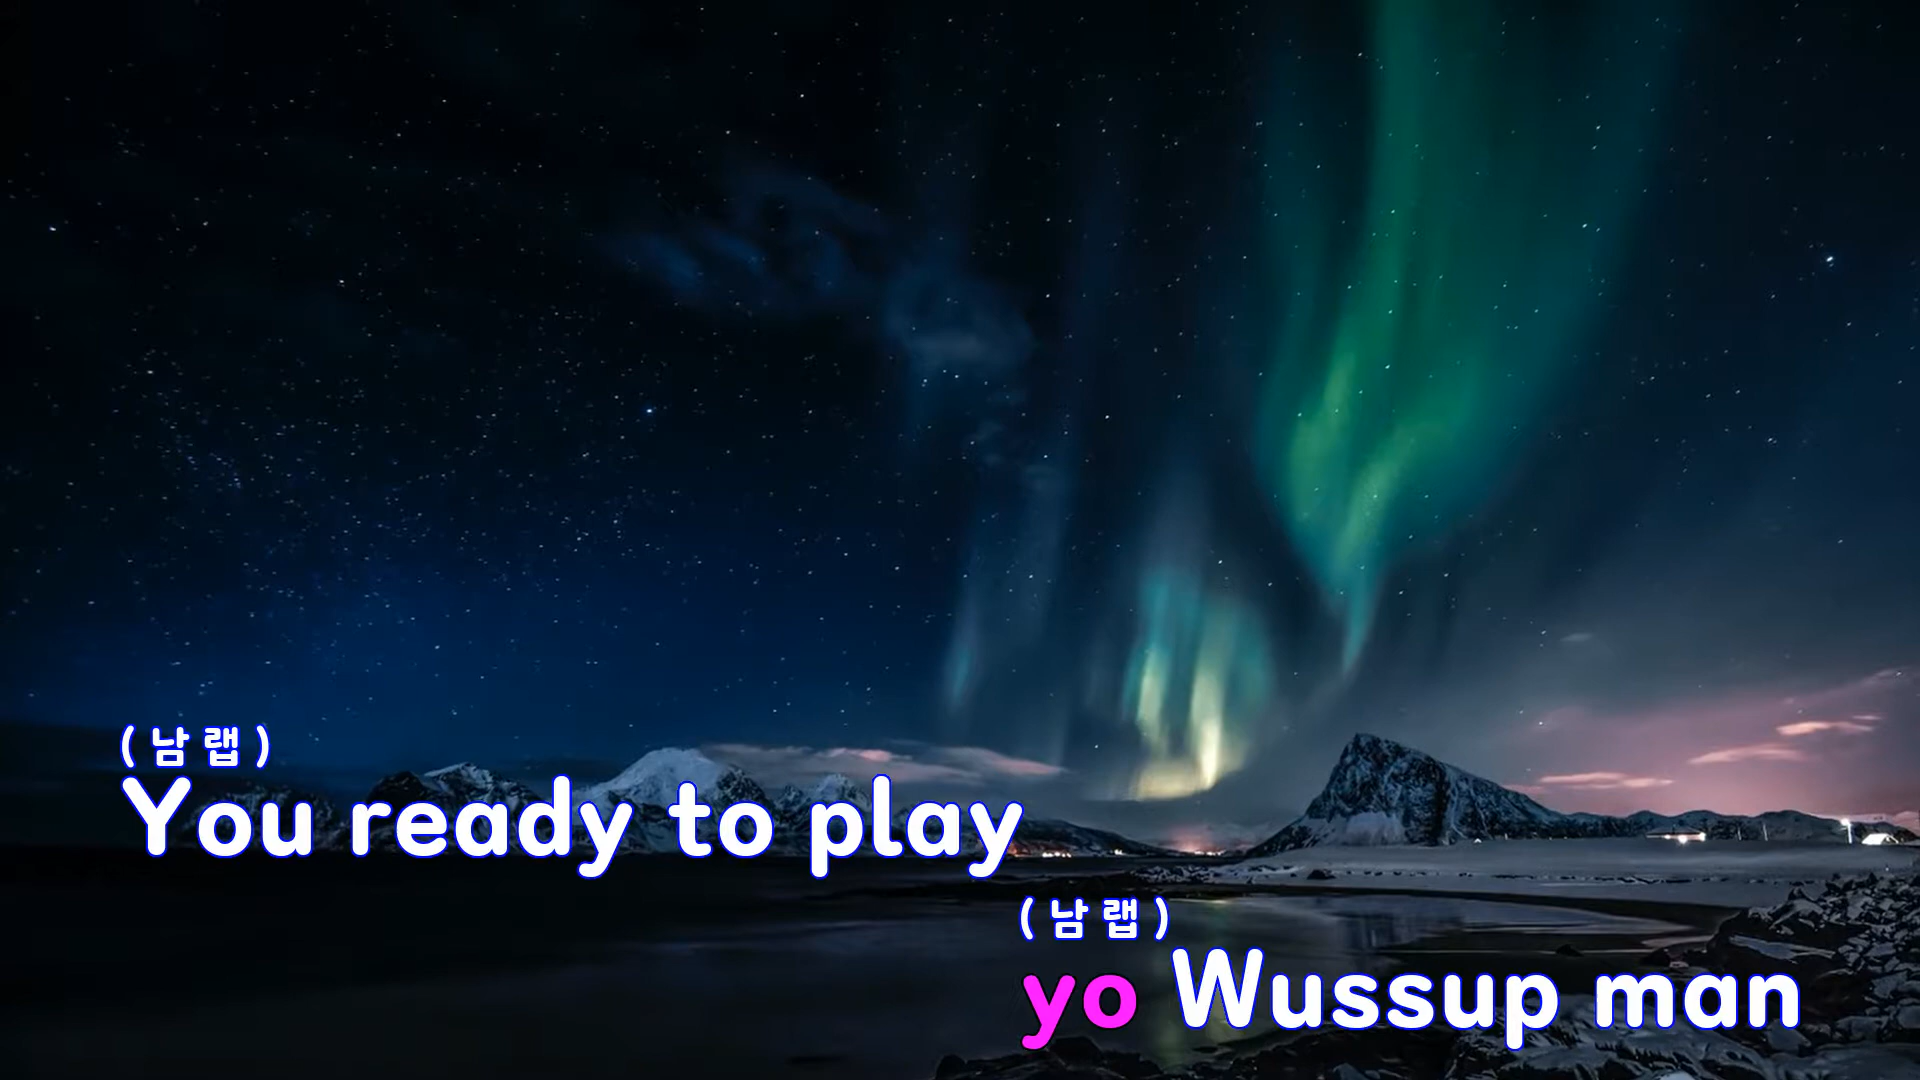 ( 남 랩 )
You ready to play
( 남 랩 )
yo Wussup man